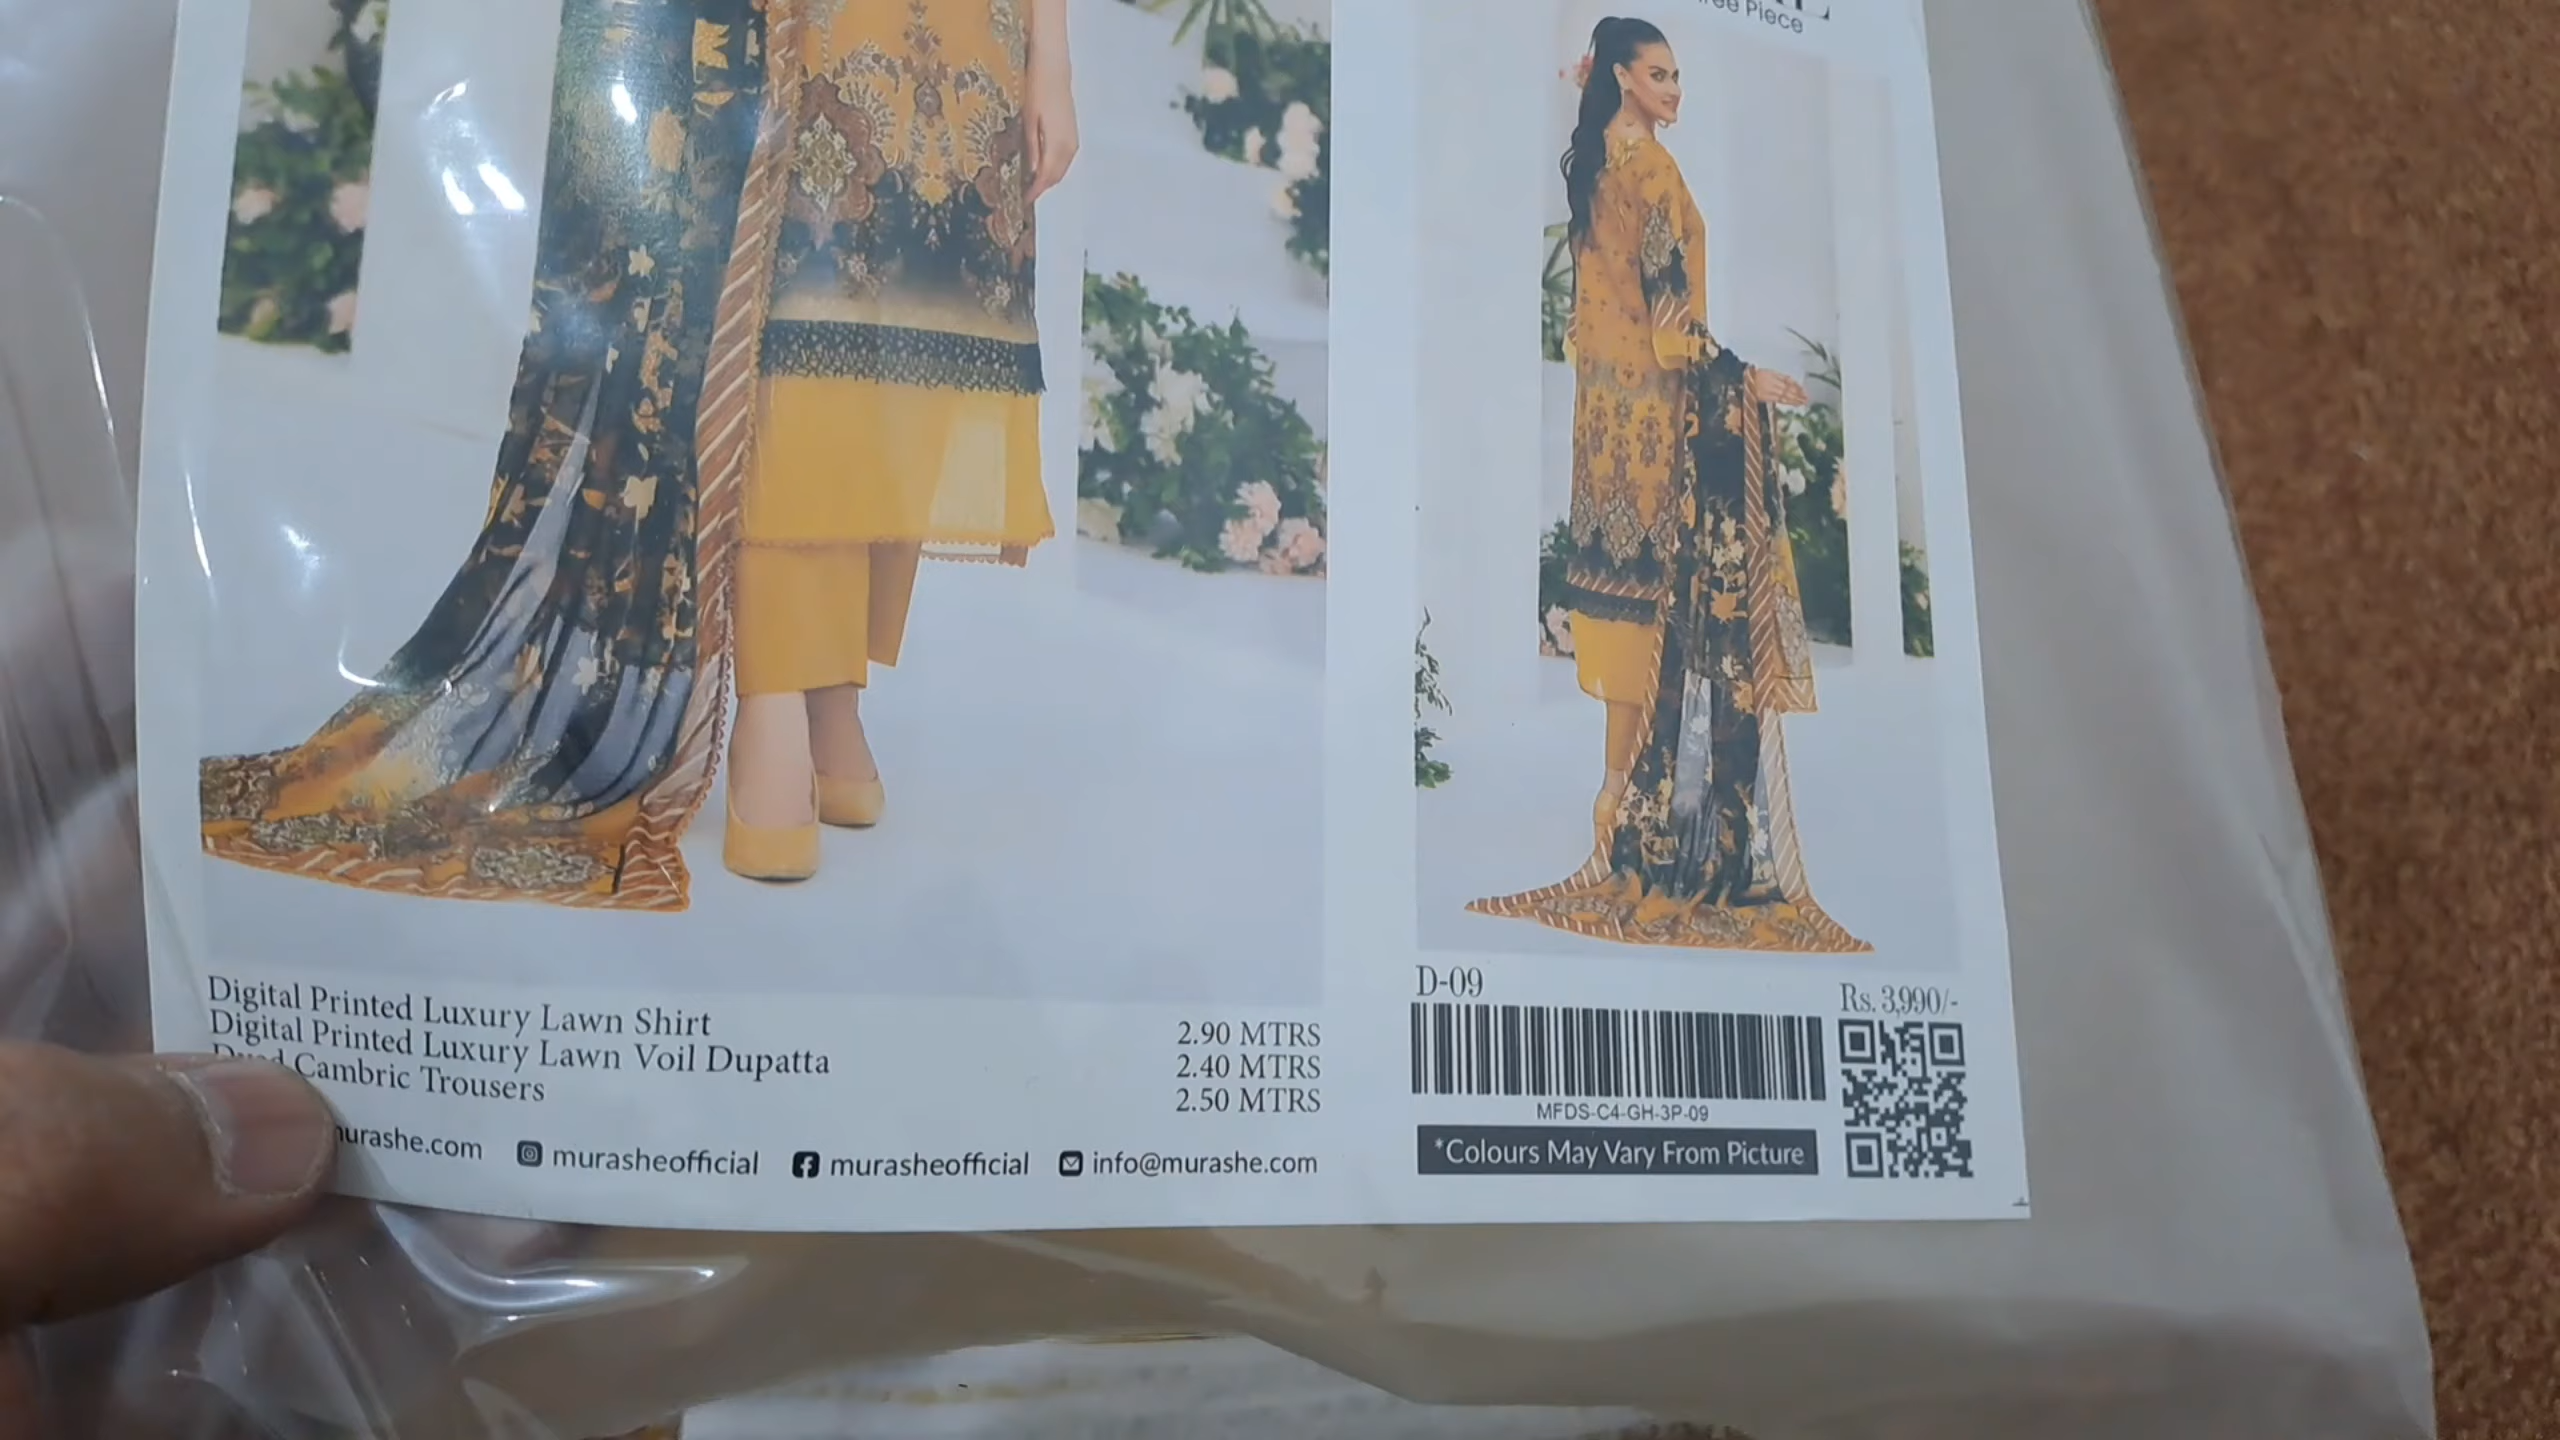 Piece
Digital Printed Luxury Lawn Shirt 2.90 MTRS
Digital Printed Luxury Lawn Voil Dupatta 2.40 MTRS
Cambric Trousers 2.50 MTRS
murasheofficial murasheofficial info@murashe.com
D-09
Rs. 3,990/-
MFDS-C4-GH-3P-09
*Colours May Vary From Picture